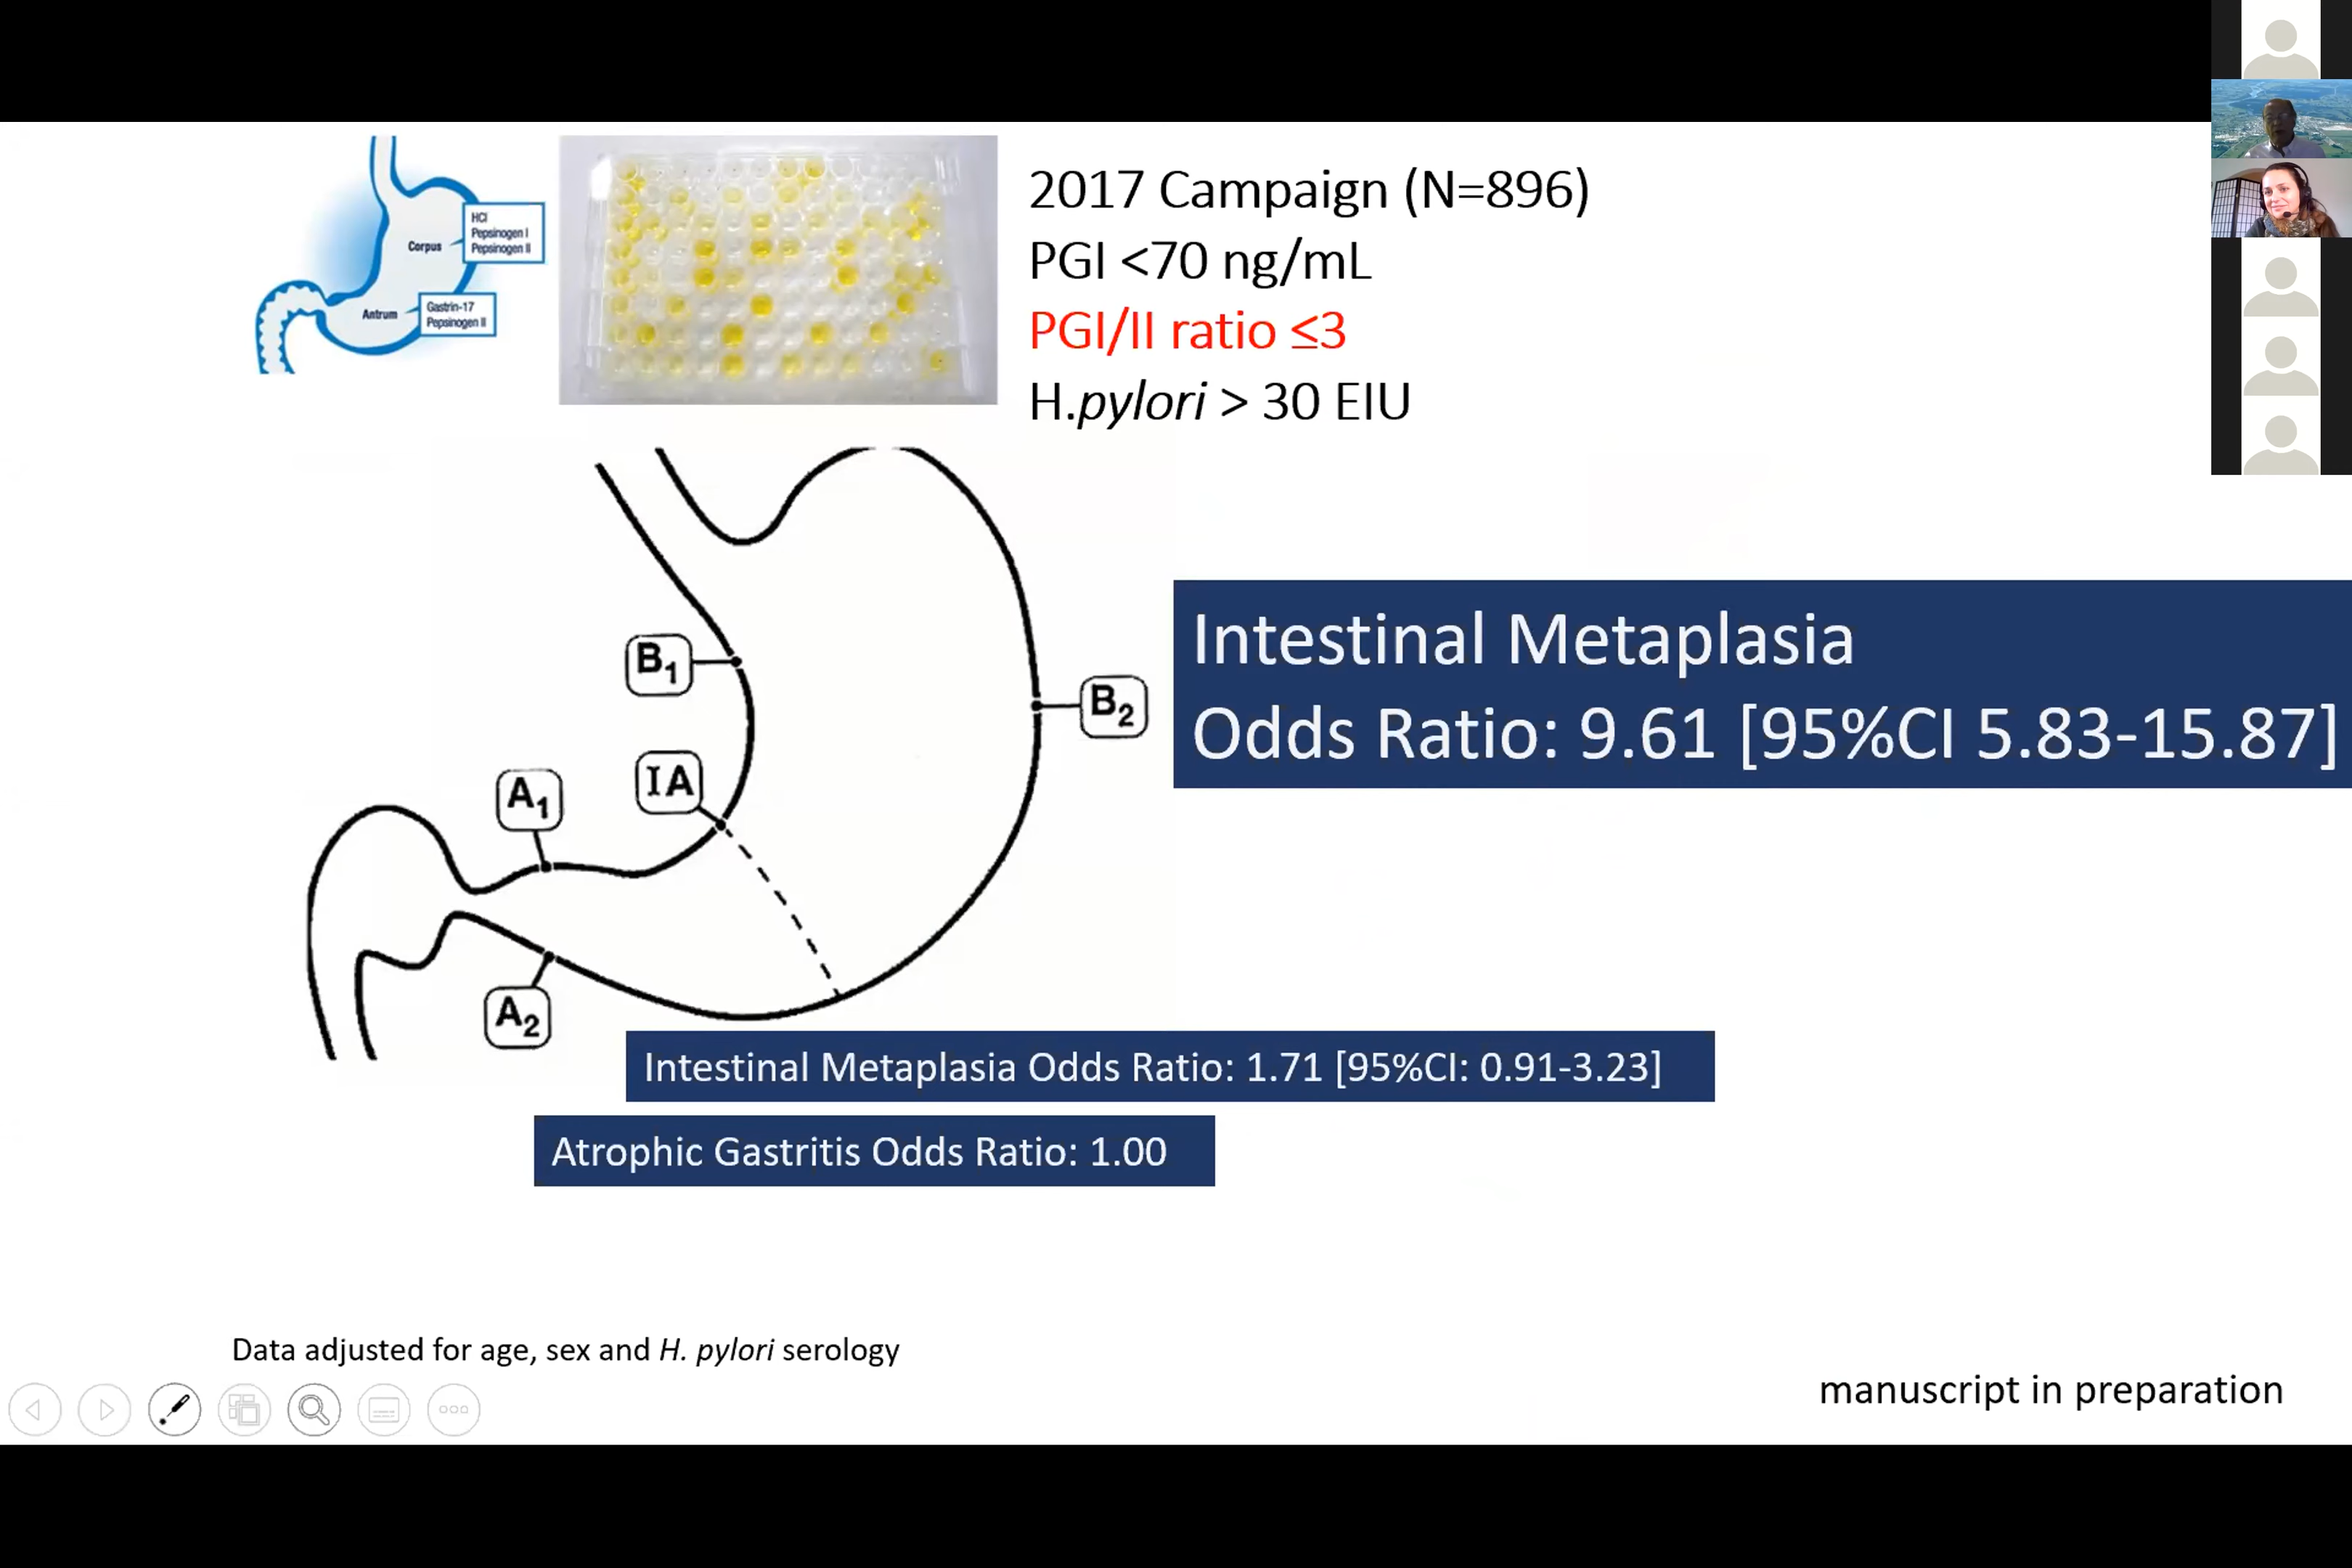 HCl
Pepsinogen I
Pepsinogen II
Corpus
Gastrin-17
Pepsinogen II
Antrum
2017 Campaign (N=896)
PGI <70 ng/mL
PGI/II ratio ≤3
H.pylori > 30 EIU
B1
B2
IA
A1
A2
Intestinal Metaplasia
Odds Ratio: 9.61 [95%CI 5.83-15.87]
Intestinal Metaplasia Odds Ratio: 1.71 [95%CI: 0.91-3.23]
Atrophic Gastritis Odds Ratio: 1.00
Data adjusted for age, sex and H. pylori serology
manuscript in preparation